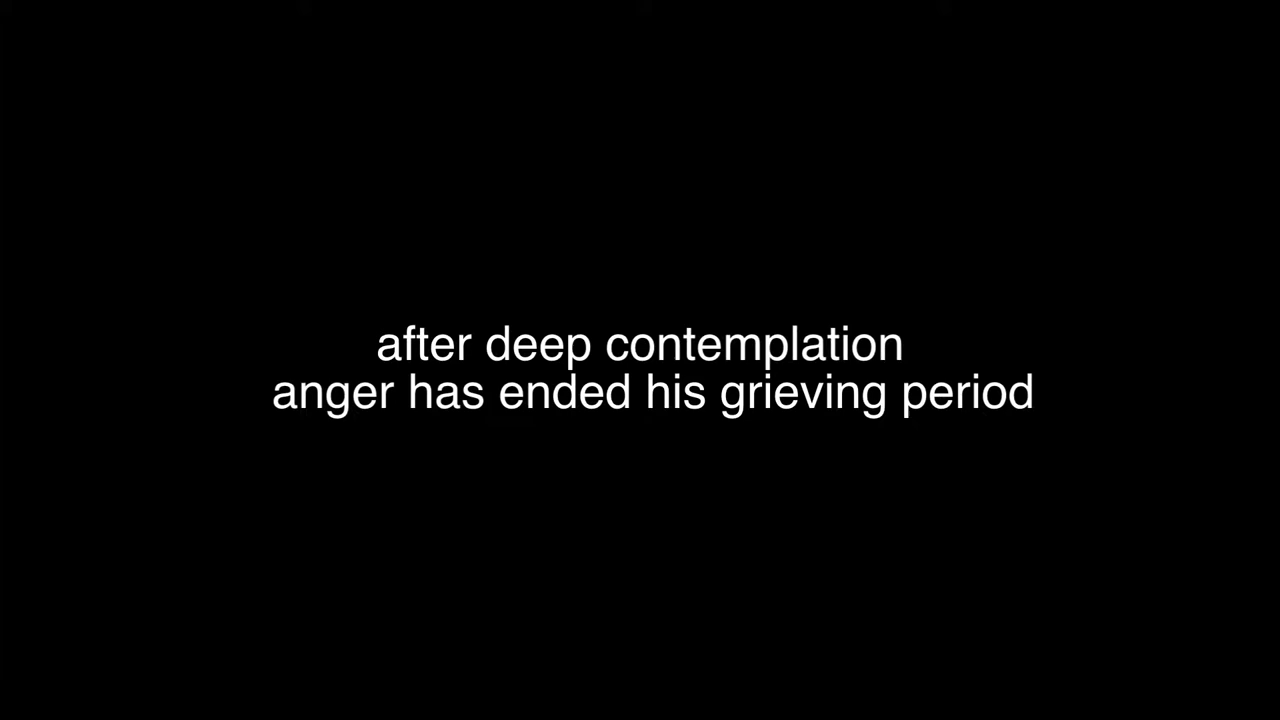 after deep contemplation
anger has ended his grieving period